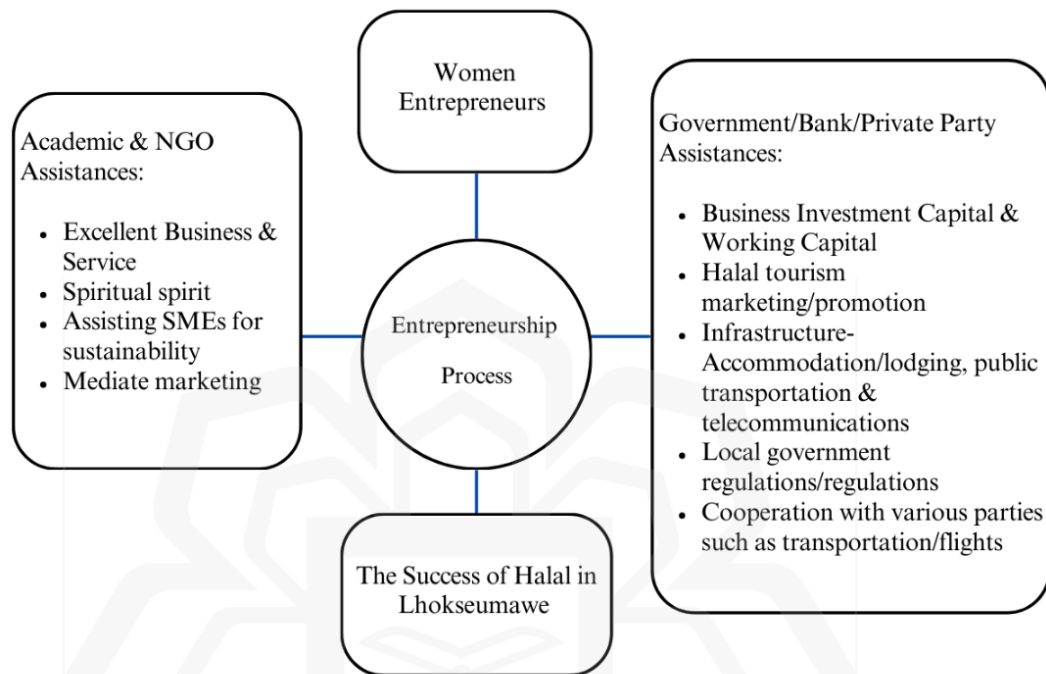 Women
Entrepreneurs
Academic & NGO
Assistances:
• Excellent Business &
Service
• Spiritual spirit
• Assisting SMEs for
sustainability
• Mediate marketing
Entrepreneurship
Process
Government/Bank/Private Party
Assistances:
• Business Investment Capital &
Working Capital
• Halal tourism
marketing/promotion
• Infrastructure-
Accommodation/lodging, public
transportation &
telecommunications
• Local government
regulations/regulations
• Cooperation with various parties
such as transportation/flights
The Success of Halal in
Lhokseumawe